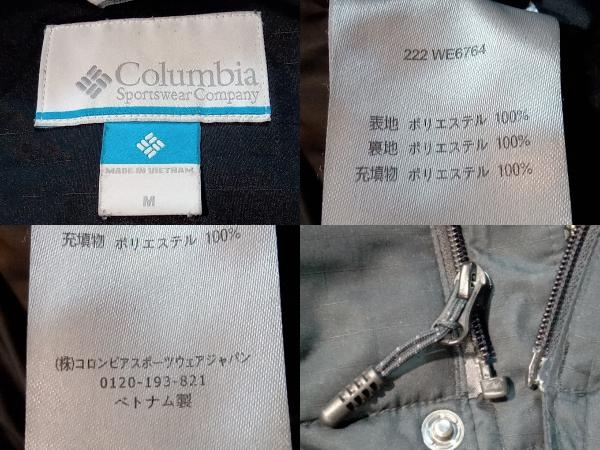 Columbia
Sportswear Company
MADE IN VIETNAM
M
222 WE6764
表地 ポリエステル 100%
裏地 ポリエステル 100%
充填物 ポリエステル 100%
充填物 ポリエステル 100%
(株)コロンビアスポーツウェアジャパン
0120-193-821
ベトナム製